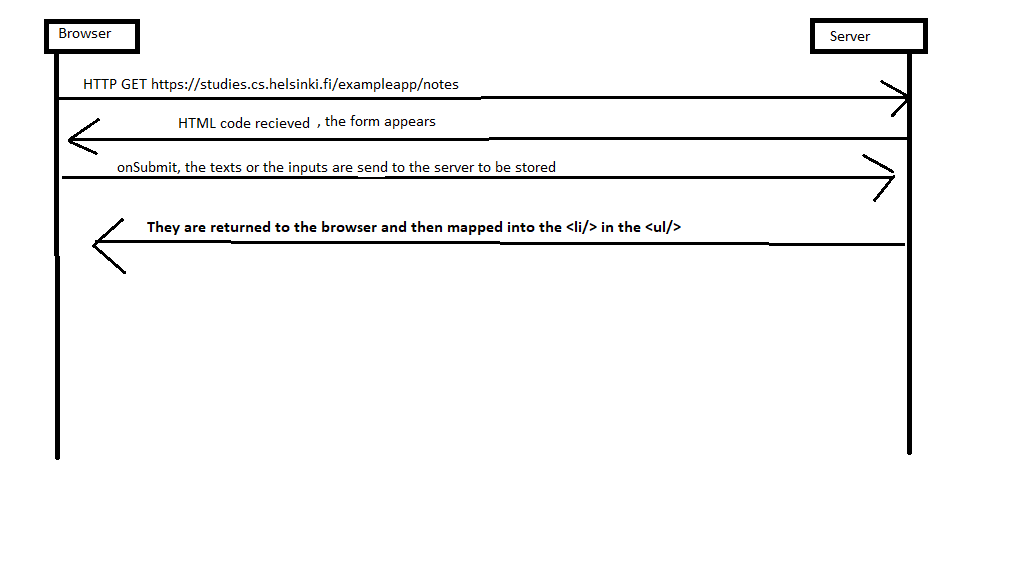 Browser
Server
HTTP GET https://studies.cs.helsinki.fi/exampleapp/notes
HTML code recieved , the form appears
onSubmit, the texts or the inputs are send to the server to be stored
They are returned to the browser and then mapped into the <li/> in the <ul/>